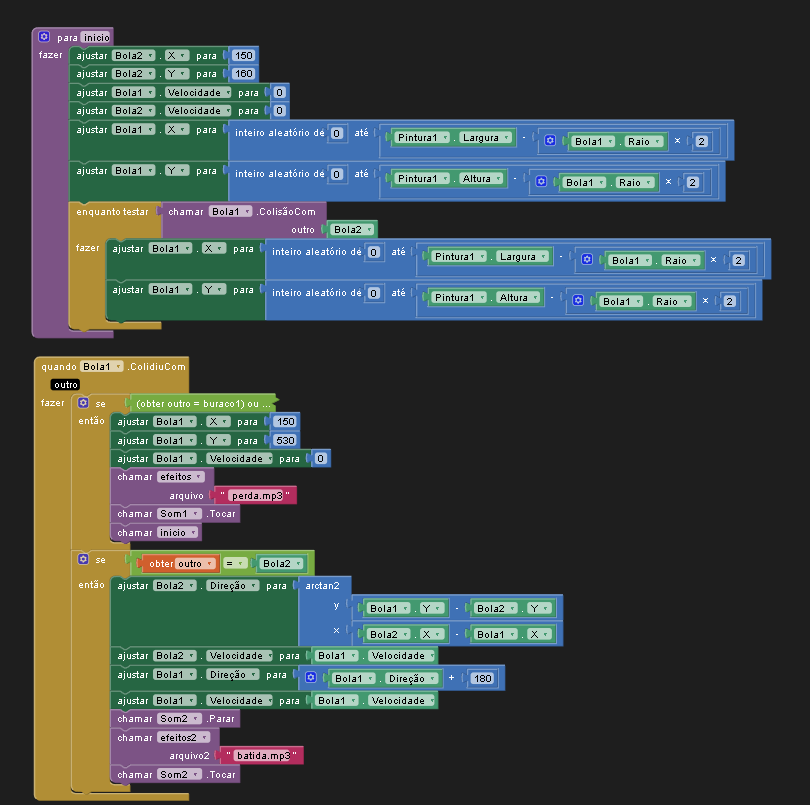 para inicio
fazer ajustar Bola2 . X para 150
ajustar Bola2 . Y para 160
ajustar Bola1 . Velocidade para 0
ajustar Bola2 . Velocidade para 0
ajustar Bola1 . X para inteiro aleatório de 0 até Pintura1 . Largura - Bola1 . Raio × 2
ajustar Bola1 . Y para inteiro aleatório de 0 até Pintura1 . Altura - Bola1 . Raio × 2
enquanto testar chamar Bola1 .ColisãoCom
outro Bola2
fazer ajustar Bola1 . X para inteiro aleatório de 0 até Pintura1 . Largura - Bola1 . Raio × 2
ajustar Bola1 . Y para inteiro aleatório de 0 até Pintura1 . Altura - Bola1 . Raio × 2
quando Bola1 .ColidiuCom
outro
fazer se (obter outro = buraco1) ou ...
então ajustar Bola1 . X para 150
ajustar Bola1 . Y para 530
ajustar Bola1 . Velocidade para 0
chamar efeitos
arquivo " perda.mp3 "
chamar Som1 .Tocar
chamar inicio
se obter outro = Bola2
então ajustar Bola2 . Direção para arctan2
y Bola1 . Y - Bola2 . Y
x Bola2 . X - Bola1 . X
ajustar Bola2 . Velocidade para Bola1 . Velocidade
ajustar Bola1 . Direção para Bola1 . Direção + 180
ajustar Bola1 . Velocidade para Bola1 . Velocidade
chamar Som2 .Parar
chamar efeitos2
arquivo2 " batida.mp3 "
chamar Som2 .Tocar